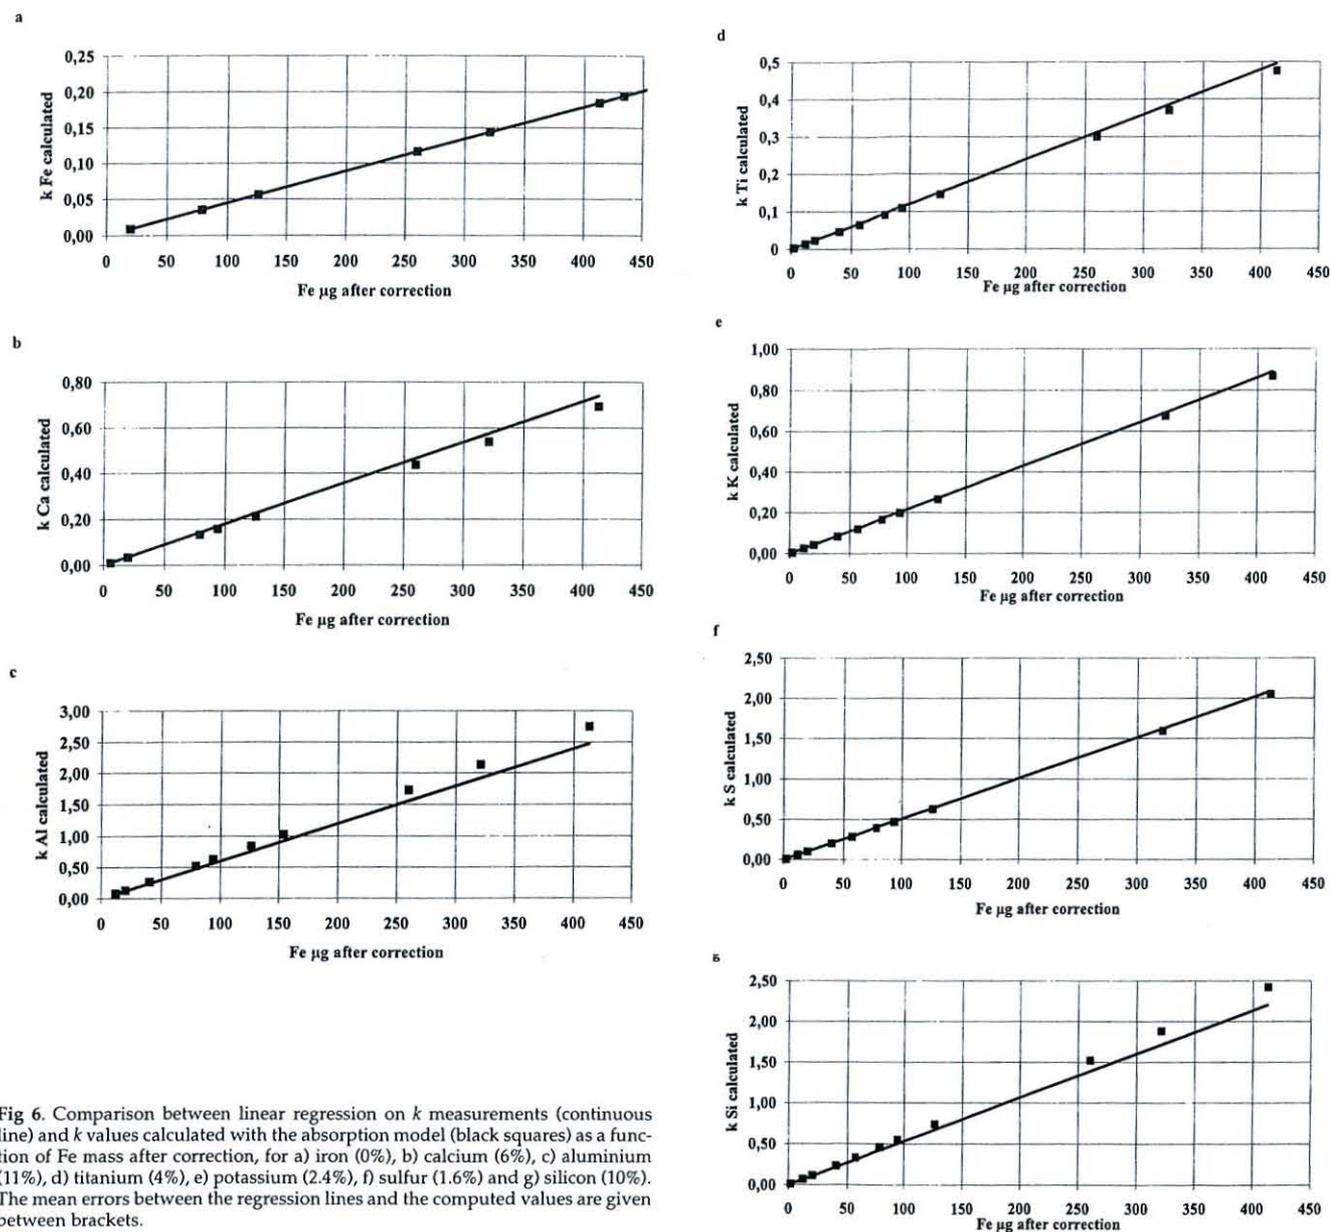 a
0,25
0,20
0,15
0,10
0,05
0,00
k Fe calculated
0 50 100 150 200 250 300 350 400 450
Fe µg after correction
b
0,80
0,60
0,40
0,20
0,00
k Ca calculated
0 50 100 150 200 250 300 350 400 450
Fe µg after correction
c
3,00
2,50
2,00
1,50
1,00
0,50
0,00
k Al calculated
0 50 100 150 200 250 300 350 400 450
Fe µg after correction
Fig 6. Comparison between linear regression on k measurements (continuous
line) and k values calculated with the absorption model (black squares) as a func-
tion of Fe mass after correction, for a) iron (0%), b) calcium (6%), c) aluminium
(11%), d) titanium (4%), e) potassium (2.4%), f) sulfur (1.6%) and g) silicon (10%).
The mean errors between the regression lines and the computed values are given
between brackets.
d
0,5
0,4
0,3
0,2
0,1
0
k Ti calculated
0 50 100 150 200 250 300 350 400 450
Fe µg after correction
e
1,00
0,80
0,60
0,40
0,20
0,00
k K calculated
0 50 100 150 200 250 300 350 400 450
Fe µg after correction
f
2,50
2,00
1,50
1,00
0,50
0,00
k S calculated
0 50 100 150 200 250 300 350 400 450
Fe µg after correction
g
2,50
2,00
1,50
1,00
0,50
0,00
k Si calculated
0 50 100 150 200 250 300 350 400 450
Fe µg after correction